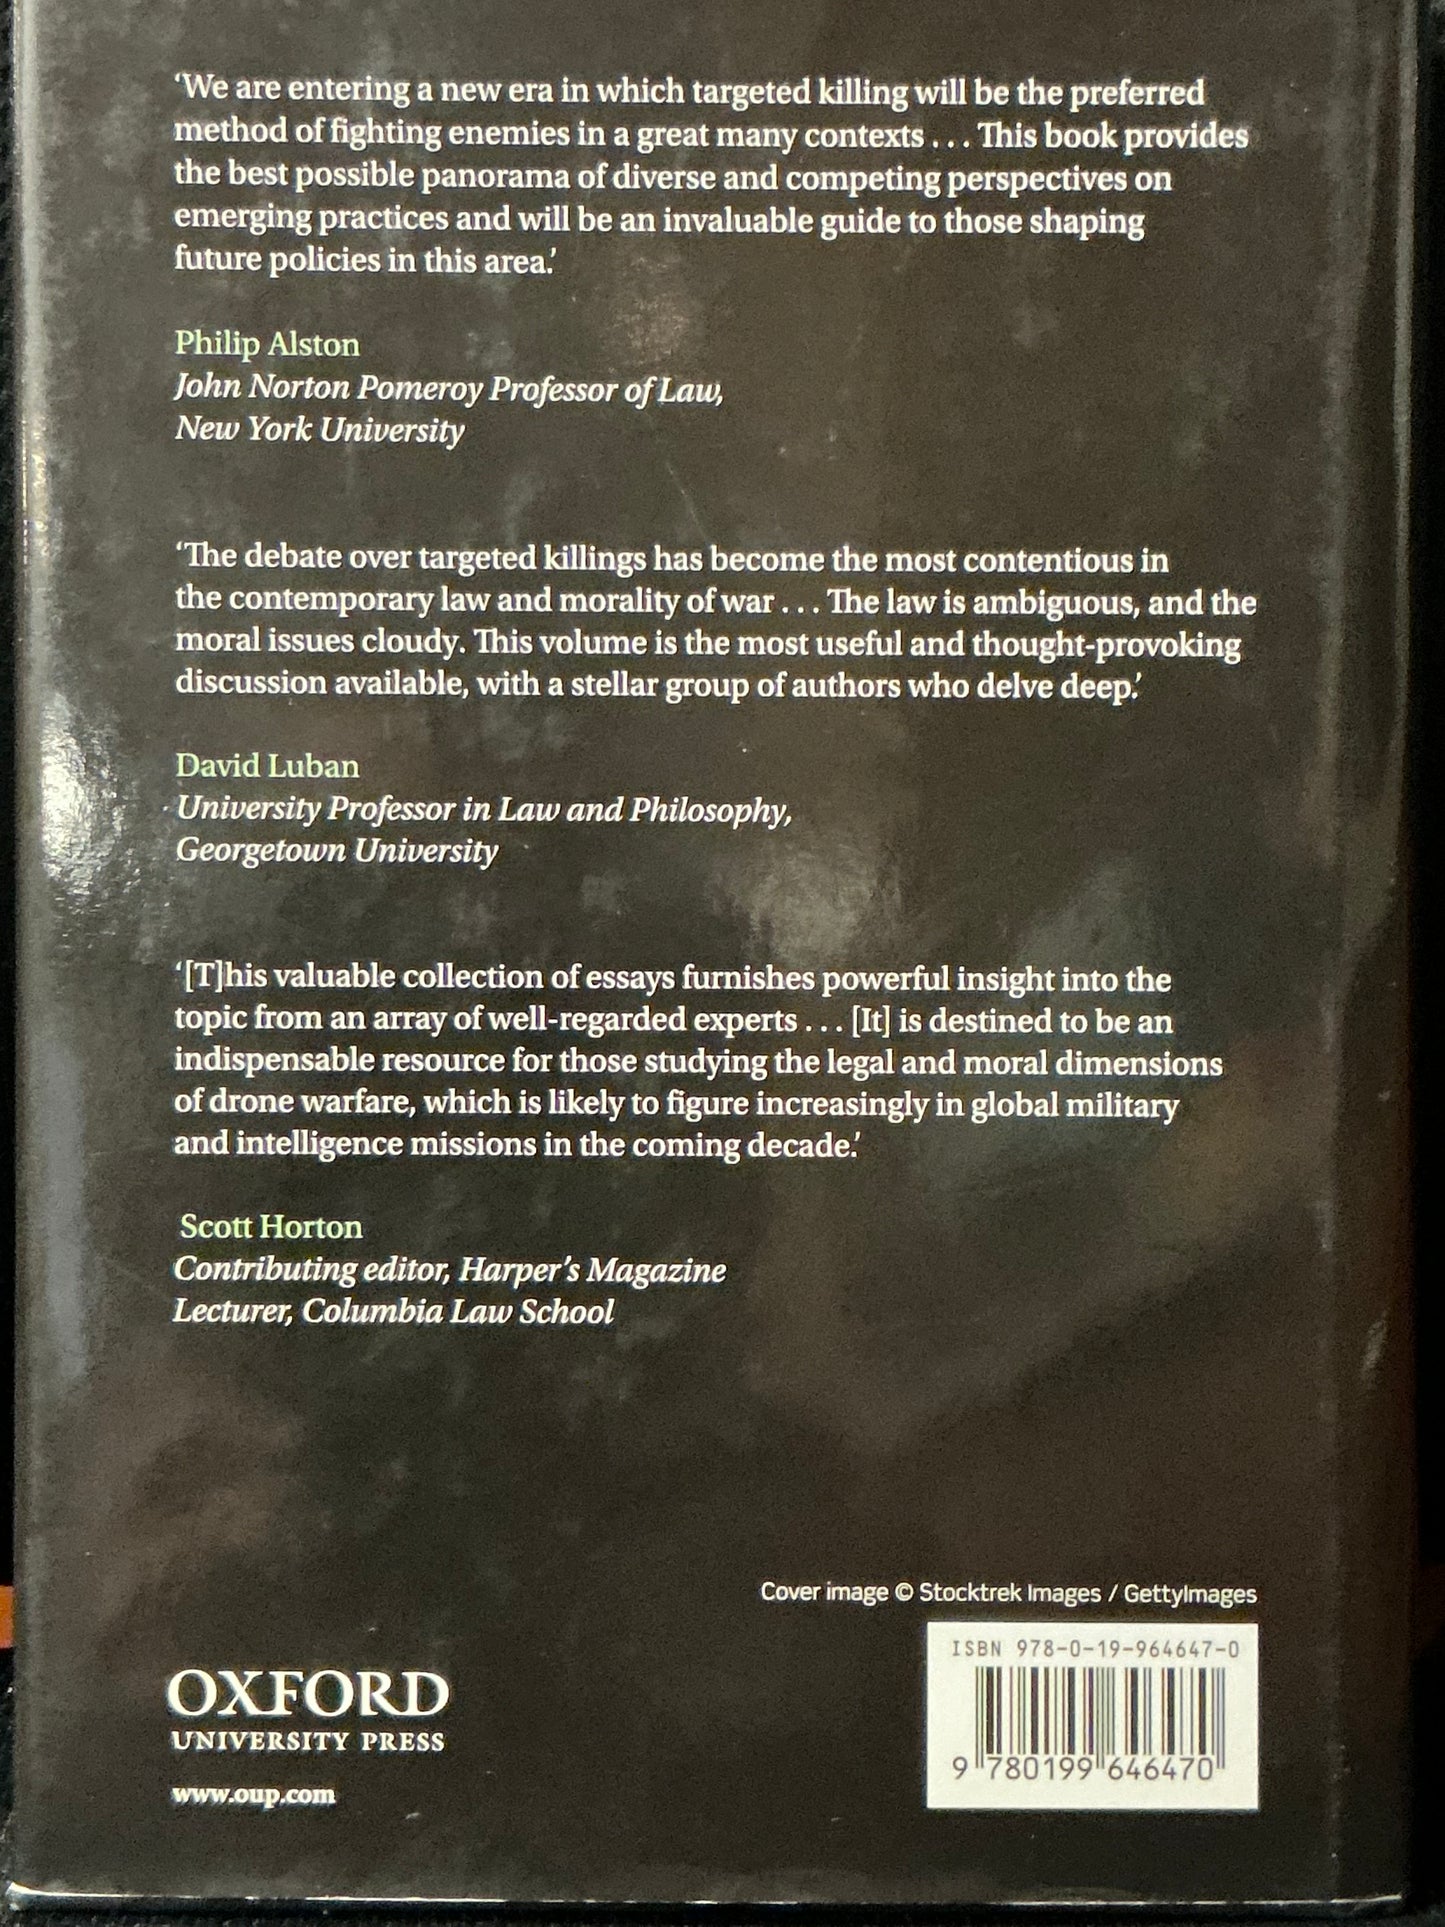 ‘We are entering a new era in which targeted killing will be the preferred
method of fighting enemies in a great many contexts . . . This book provides
the best possible panorama of diverse and competing perspectives on
emerging practices and will be an invaluable guide to those shaping
future policies in this area.’
Philip Alston
John Norton Pomeroy Professor of Law,
New York University
‘The debate over targeted killings has become the most contentious in
the contemporary law and morality of war . . . The law is ambiguous, and the
moral issues cloudy. This volume is the most useful and thought-provoking
discussion available, with a stellar group of authors who delve deep.’
David Luban
University Professor in Law and Philosophy,
Georgetown University
‘[T]his valuable collection of essays furnishes powerful insight into the
topic from an array of well-regarded experts . . . [It] is destined to be an
indispensable resource for those studying the legal and moral dimensions
of drone warfare, which is likely to figure increasingly in global military
and intelligence missions in the coming decade.’
Scott Horton
Contributing editor, Harper’s Magazine
Lecturer, Columbia Law School
Cover image © Stocktrek Images / GettyImages
ISBN 978-0-19-964647-0
9 780199 646470
OXFORD
UNIVERSITY PRESS
www.oup.com